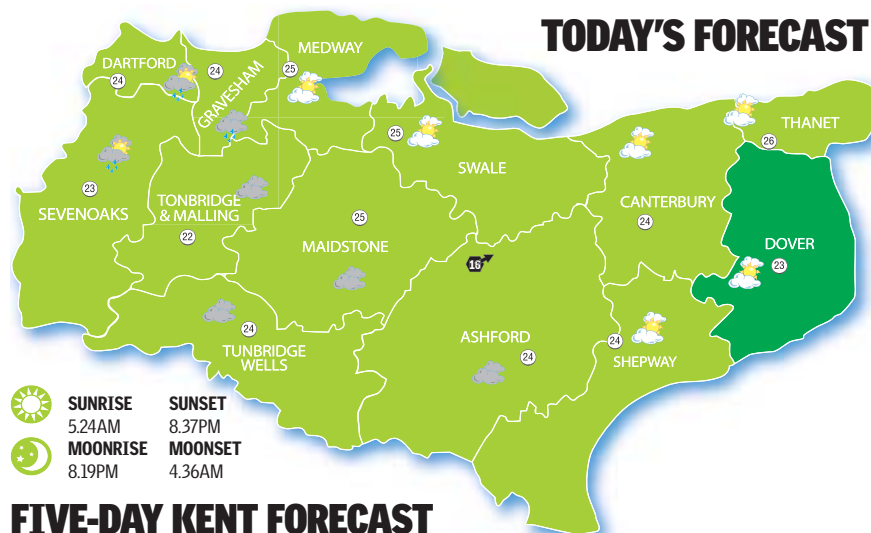 TODAY'S FORECAST
MEDWAY
DARTFORD
24
24
25
GRAVESHAM
THANET
25
26
SWALE
23
SEVENOAKS
TONBRIDGE
& MALLING
22
25
MAIDSTONE
CANTERBURY
24
DOVER
23
16
24
TUNBRIDGE
WELLS
ASHFORD
24
24
SHEPWAY
SUNRISE SUNSET
5.24AM 8.37PM
MOONRISE MOONSET
8.19PM 4.36AM
FIVE-DAY KENT FORECAST